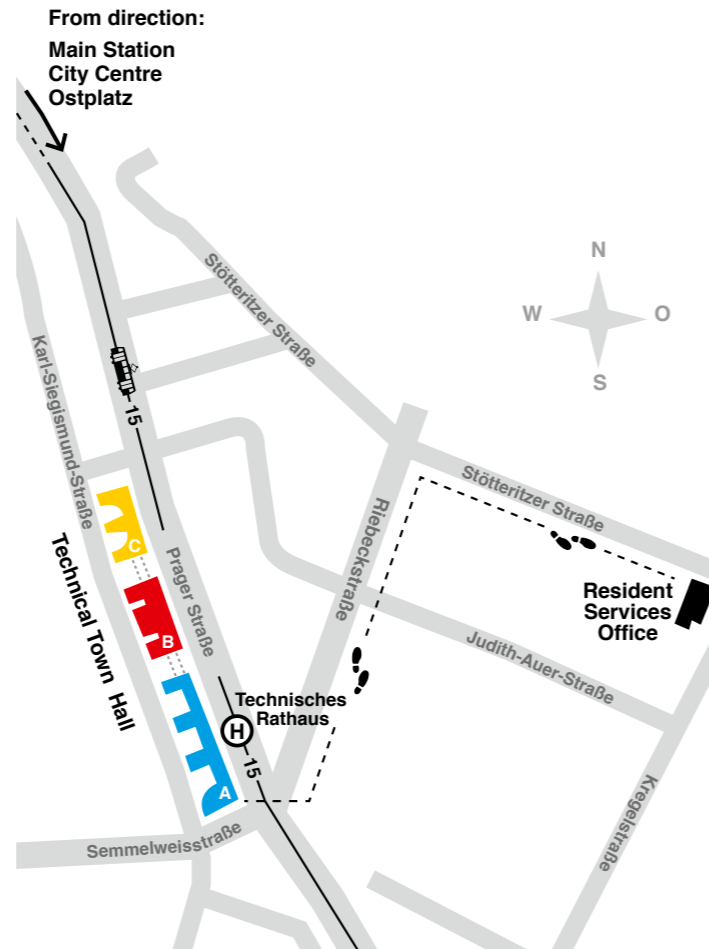 From direction:
Main Station
City Centre
Ostplatz
N
W
O
S
Stötteritzer Straße
Karl-Siegismund-Straße
15
Stötteritzer Straße
Riebeckstraße
C
Prager Straße
Technical Town Hall
B
Resident
Services
Office
Judith-Auer-Straße
Technisches
Rathaus
H
15
A
Kregelstraße
Semmelweisstraße